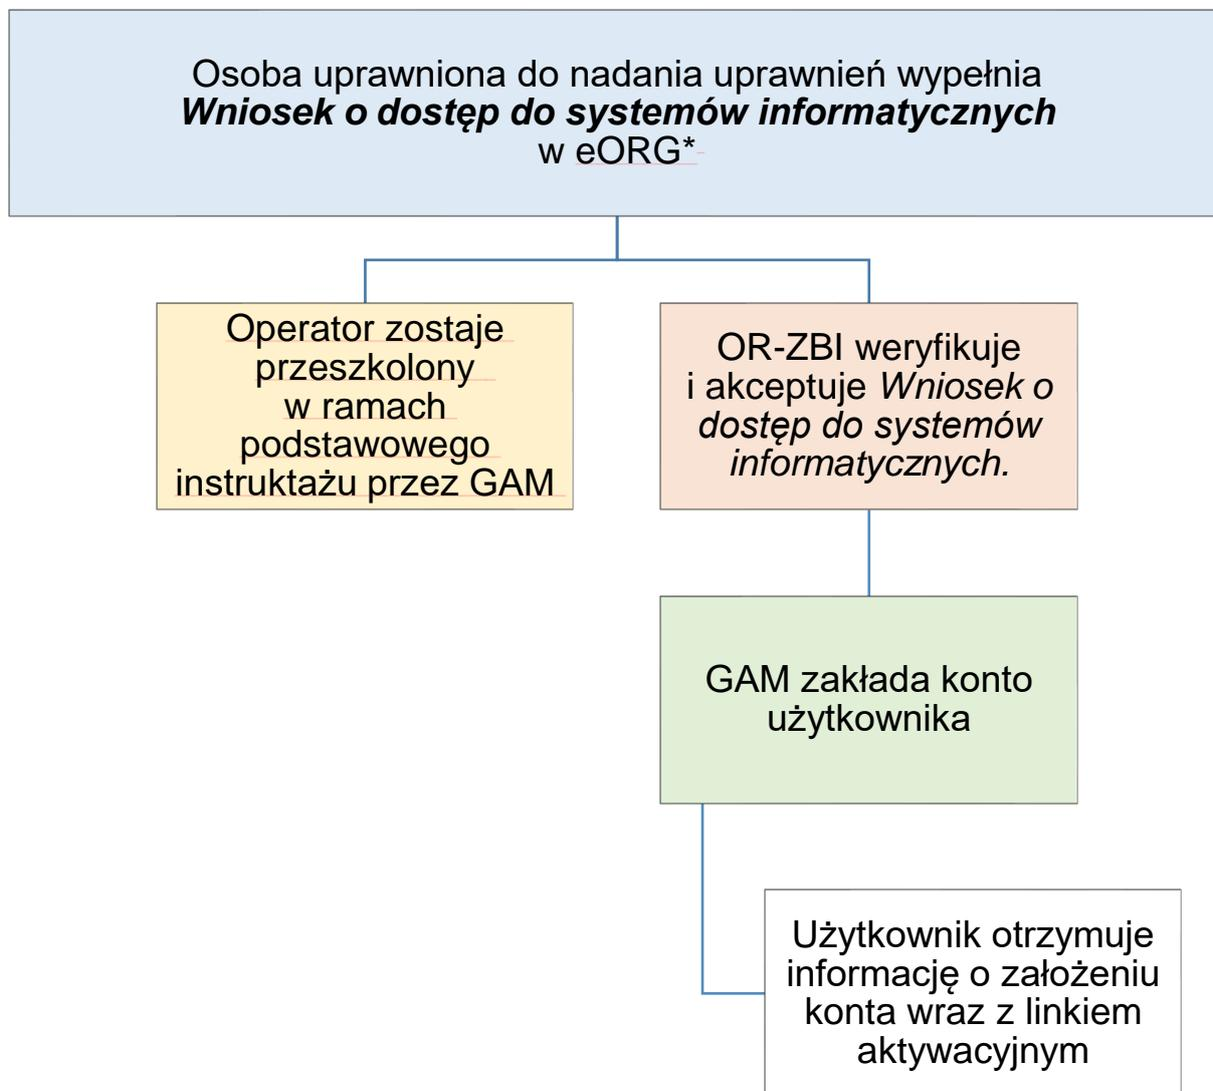 Osoba uprawniona do nadania uprawnień wypełnia
Wniosek o dostęp do systemów informatycznych
w eORG*
Operator zostaje
przeszkolony
w ramach
podstawowego
instruktażu przez GAM
OR-ZBI weryfikuje
i akceptuje Wniosek o
dostęp do systemów
informatycznych.
GAM zakłada konto
użytkownika
Użytkownik otrzymuje
informację o założeniu
konta wraz z linkiem
aktywacyjnym